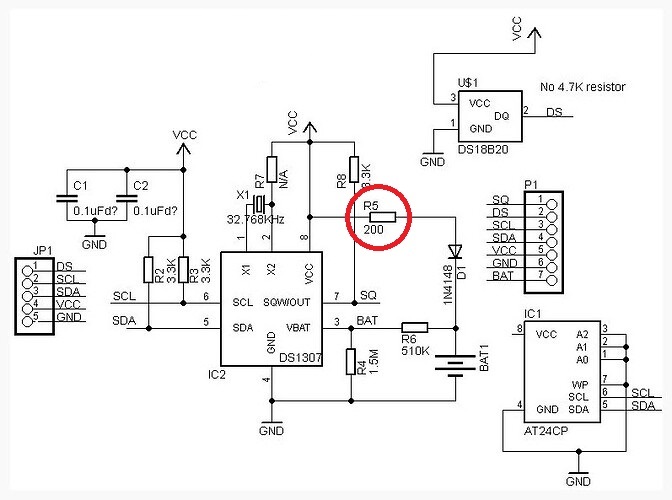 VCC
U$1
No 4.7K resistor
3 VCC
DQ 2 DS
1 GND
GND
DS18B20
VCC
VCC
C1
0.1uFd?
C2
0.1uFd?
GND
R7
N/A
R8
3.3K
X1
32.768KHz
R5
200
P1
SQ 1
DS 2
SCL 3
SDA 4
VCC 5
GND 6
BAT 7
JP1
1 DS
2 SCL
3 SDA
4 VCC
5 GND
R2
3.3K
R3
3.3K
1 2 8
X1 X2 VCC
SCL 6 SCL SQW/OUT 7 SQ
SDA 5 SDA VBAT 3 BAT
GND
DS1307
IC2
4
GND
1N4148
D1
R6
510K
R4
1.5M
BAT1
IC1
8 VCC A2 3
A1 2
A0 1
WP 7
SCL 6 SCL
4 GND SDA 5 SDA
AT24CP
GND